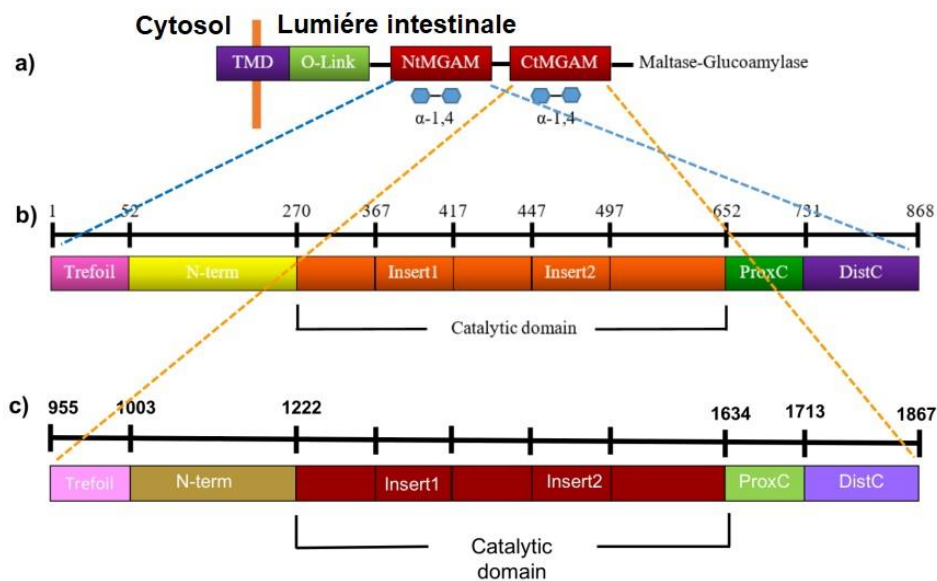 Cytosol Lumiére intestinale
a) TMD O-Link NtMGAM CtMGAM Maltase-Glucoamylase
α-1,4 α-1,4
b) 1 52 270 367 417 447 497 652 731 868
Trefoil N-term Insert1 Insert2 ProxC DistC
Catalytic domain
c) 955 1003 1222 1634 1713 1867
Trefoil N-term Insert1 Insert2 ProxC DistC
Catalytic
domain